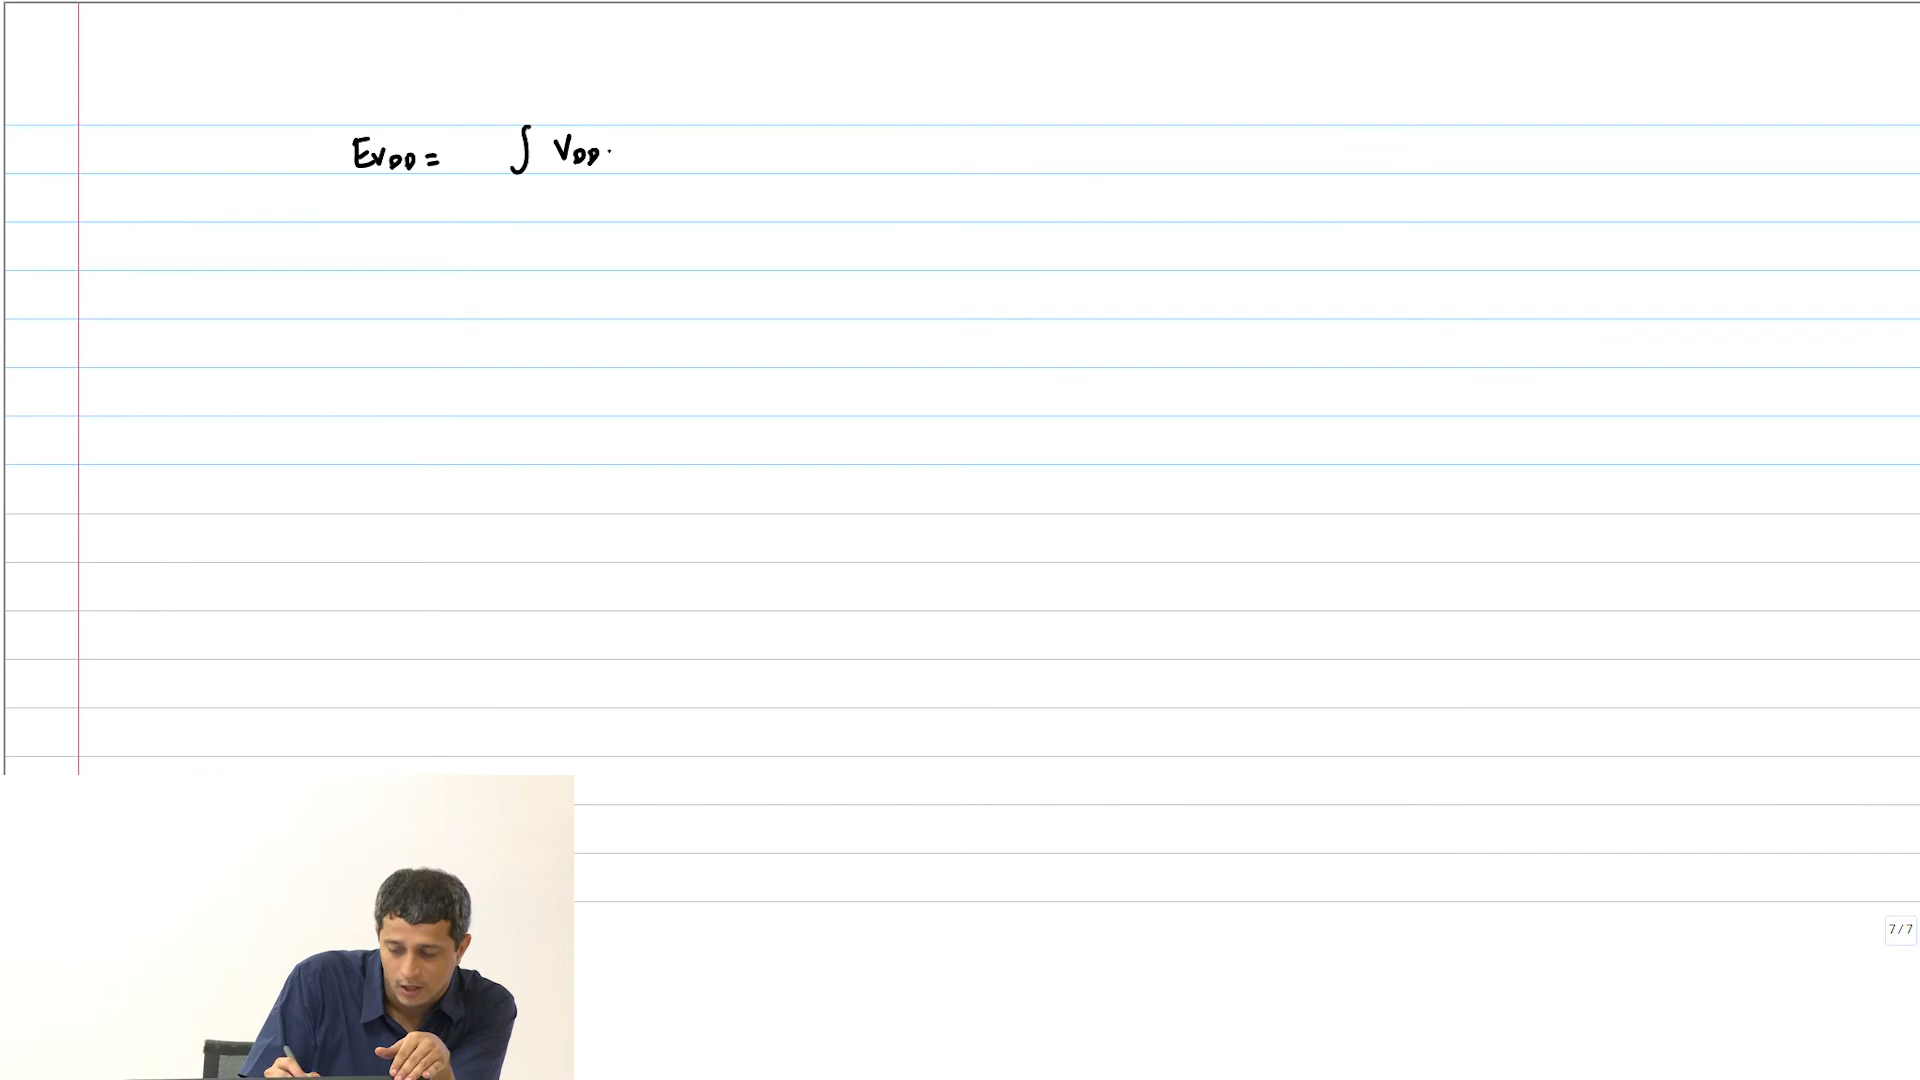 EVDD = ∫ VDD .
7/7